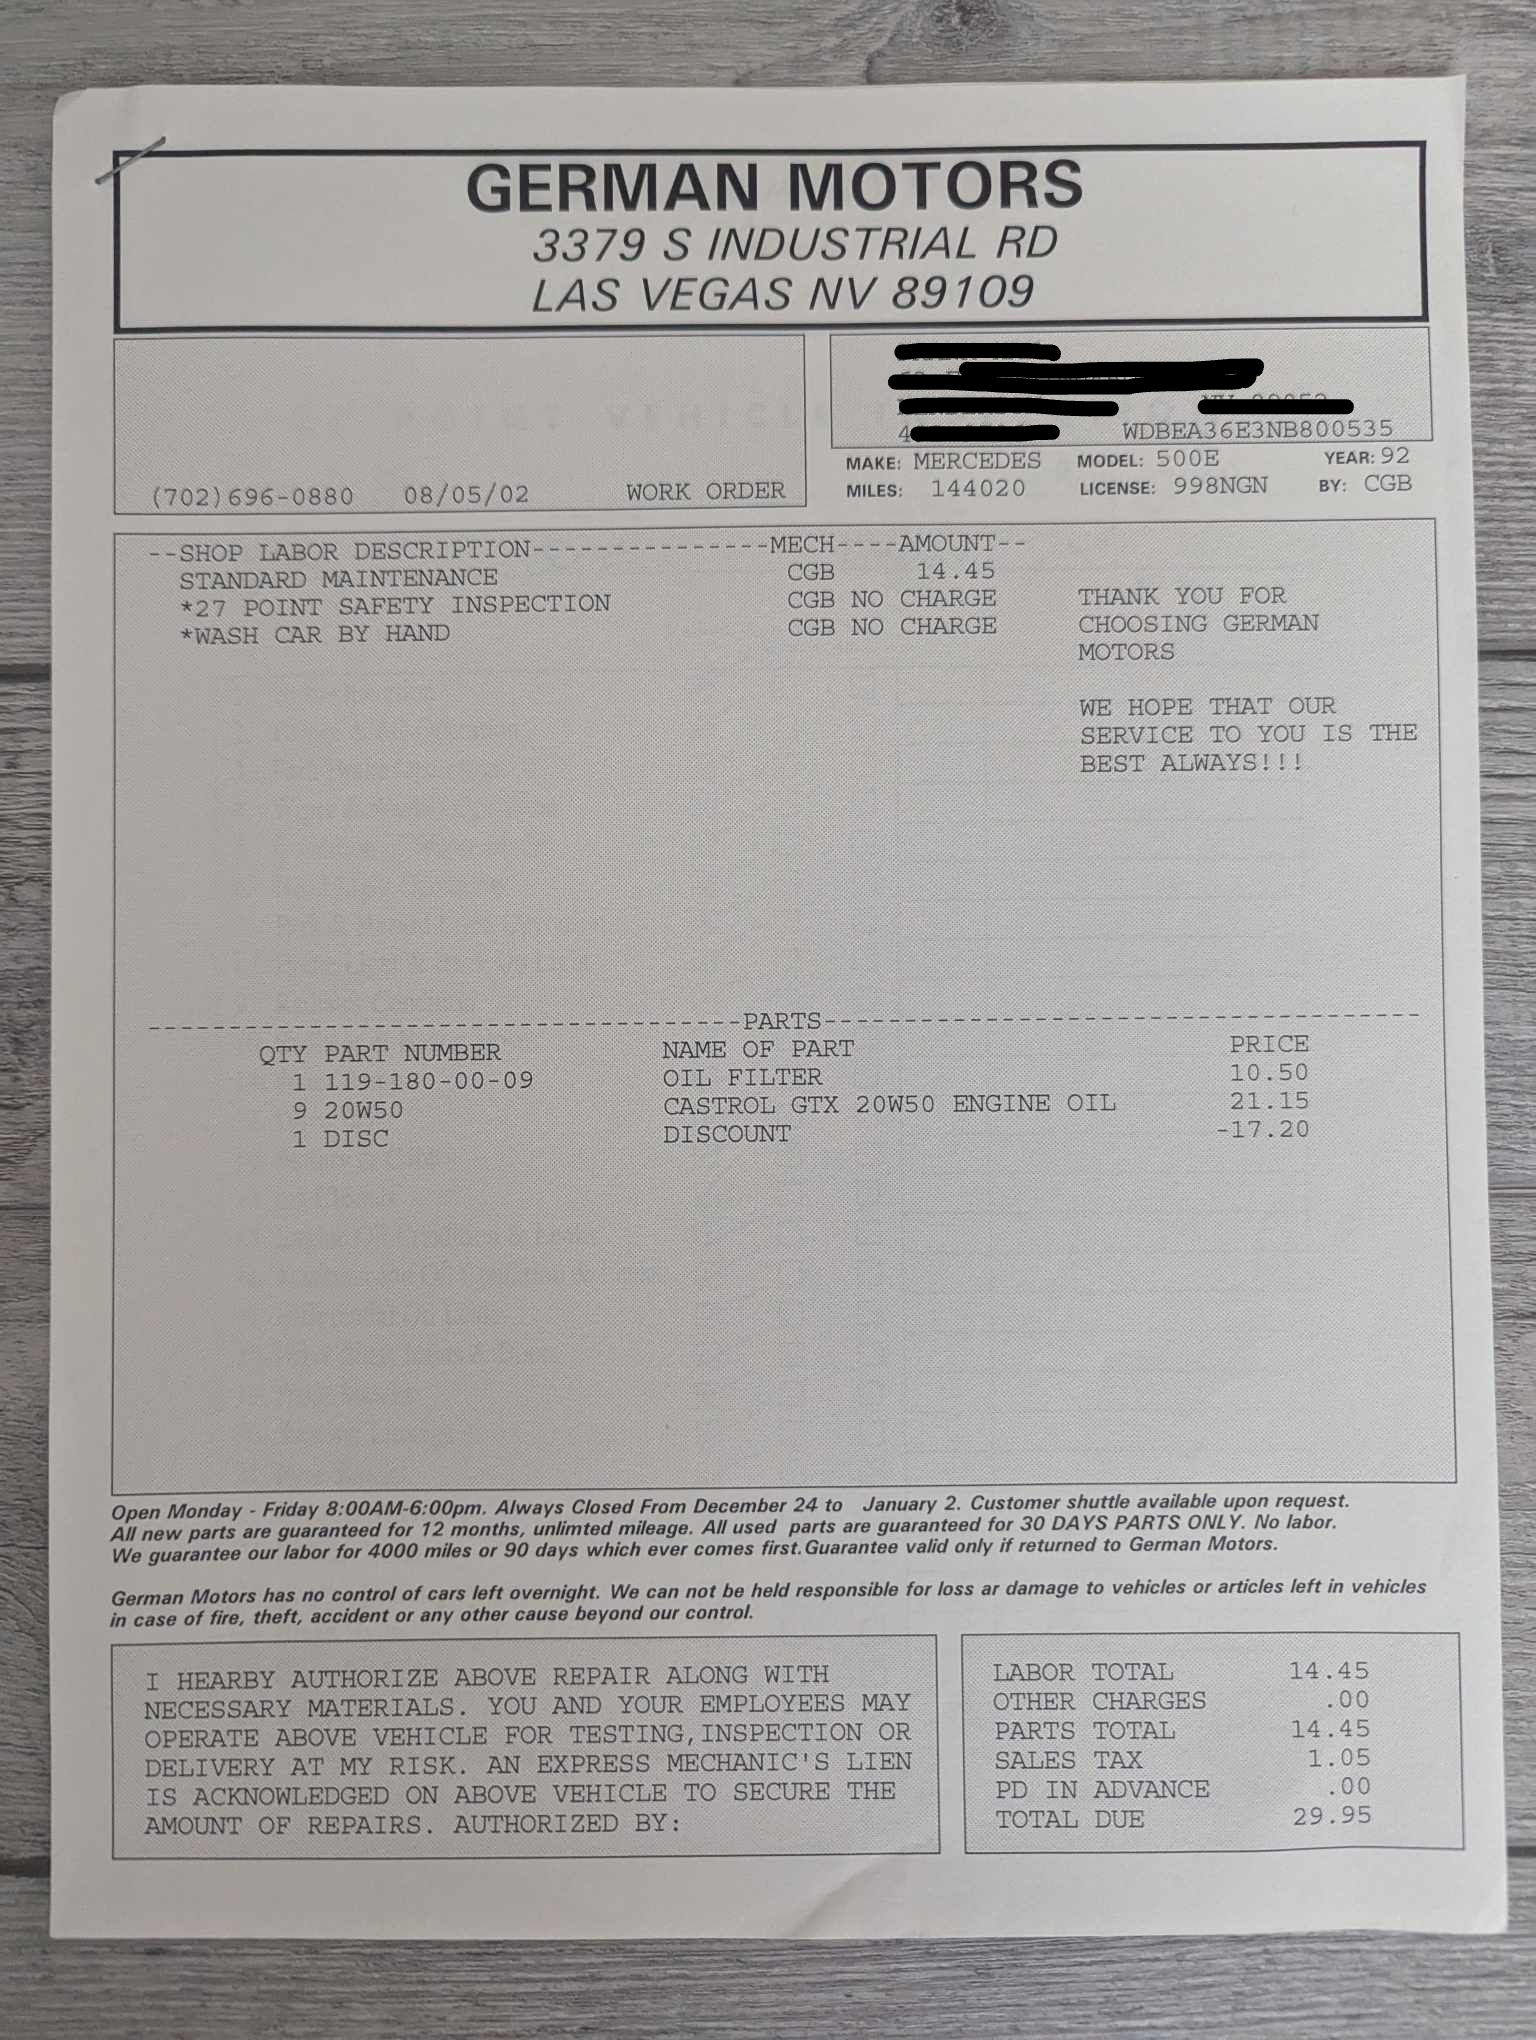 GERMAN MOTORS
3379 S INDUSTRIAL RD
LAS VEGAS NV 89109
WDBEA36E3NB800535
MAKE: MERCEDES MODEL: 500E YEAR: 92
(702)696-0880 08/05/02 WORK ORDER MILES: 144020 LICENSE: 998NGN BY: CGB
--SHOP LABOR DESCRIPTION---------------MECH----AMOUNT--
STANDARD MAINTENANCE CGB 14.45
*27 POINT SAFETY INSPECTION CGB NO CHARGE THANK YOU FOR
*WASH CAR BY HAND CGB NO CHARGE CHOOSING GERMAN
MOTORS
WE HOPE THAT OUR
SERVICE TO YOU IS THE
BEST ALWAYS!!!
-------------------------------------PARTS-------------------------------------
QTY PART NUMBER NAME OF PART PRICE
1 119-180-00-09 OIL FILTER 10.50
9 20W50 CASTROL GTX 20W50 ENGINE OIL 21.15
1 DISC DISCOUNT -17.20
Open Monday - Friday 8:00AM-6:00pm. Always Closed From December 24 to January 2. Customer shuttle available upon request.
All new parts are guaranteed for 12 months, unlimted mileage. All used parts are guaranteed for 30 DAYS PARTS ONLY. No labor.
We guarantee our labor for 4000 miles or 90 days which ever comes first. Guarantee valid only if returned to German Motors.
German Motors has no control of cars left overnight. We can not be held responsible for loss ar damage to vehicles or articles left in vehicles
in case of fire, theft, accident or any other cause beyond our control.
I HEARBY AUTHORIZE ABOVE REPAIR ALONG WITH
NECESSARY MATERIALS. YOU AND YOUR EMPLOYEES MAY
OPERATE ABOVE VEHICLE FOR TESTING,INSPECTION OR
DELIVERY AT MY RISK. AN EXPRESS MECHANIC'S LIEN
IS ACKNOWLEDGED ON ABOVE VEHICLE TO SECURE THE
AMOUNT OF REPAIRS. AUTHORIZED BY:
LABOR TOTAL 14.45
OTHER CHARGES .00
PARTS TOTAL 14.45
SALES TAX 1.05
PD IN ADVANCE .00
TOTAL DUE 29.95